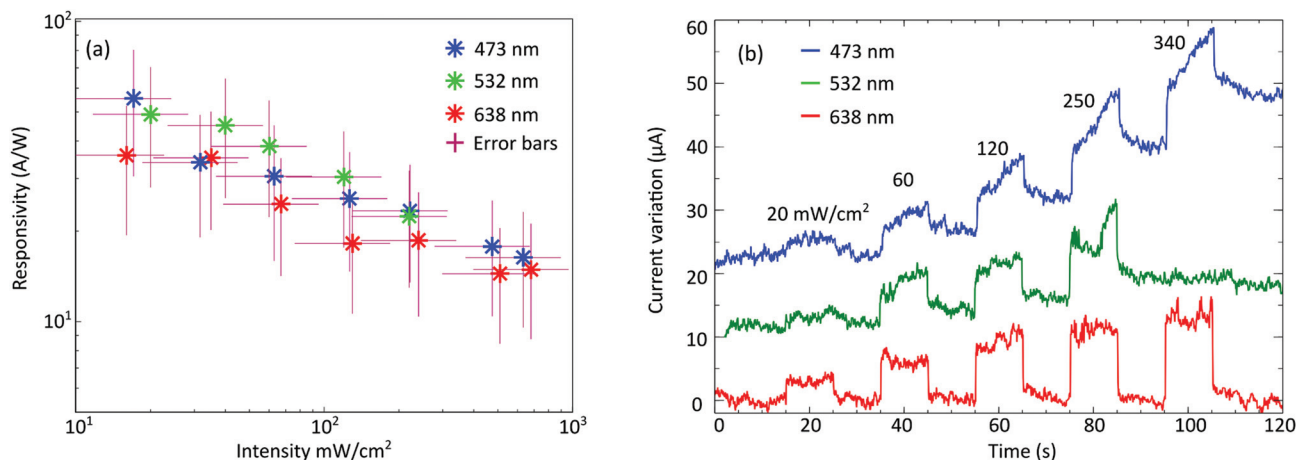 (a)
473 nm
532 nm
638 nm
Error bars
Responsivity (A/W)
10²
10¹
10¹ 10² 10³
Intensity mW/cm²
(b)
473 nm
532 nm
638 nm
20 mW/cm²
60
120
250
340
Current variation (μA)
60
50
40
30
20
10
0
0 20 40 60 80 100 120
Time (s)